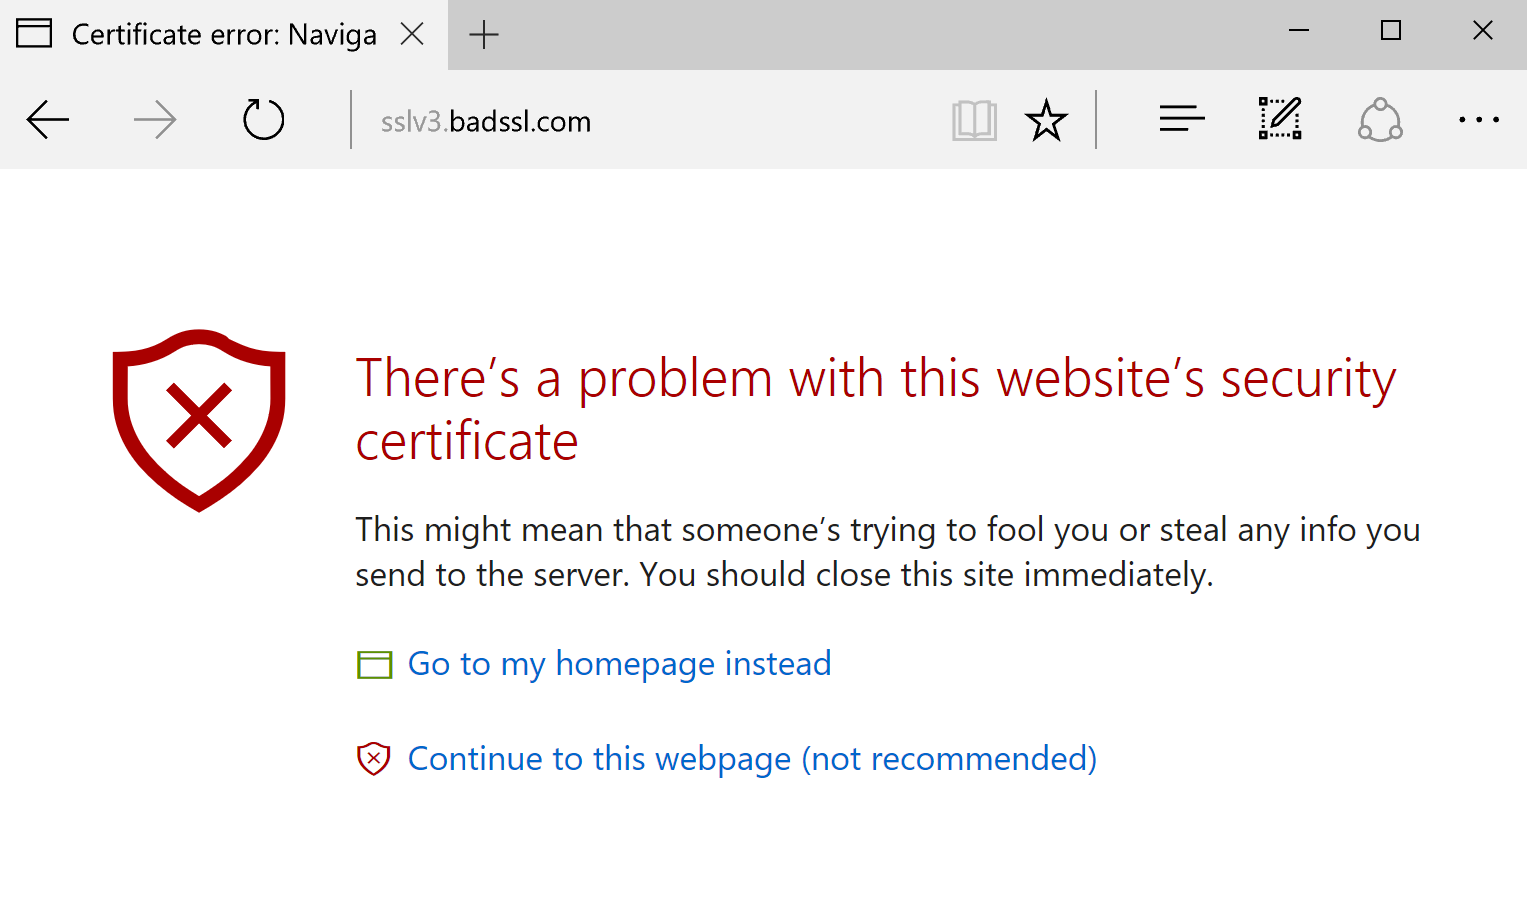 Certificate error: Naviga
sslv3.badssl.com
There’s a problem with this website’s security
certificate
This might mean that someone’s trying to fool you or steal any info you
send to the server. You should close this site immediately.
Go to my homepage instead
Continue to this webpage (not recommended)